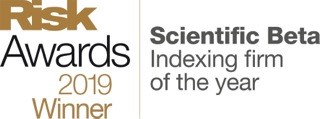 Risk
Awards
2019
Winner
Scientific Beta
Indexing firm
of the year